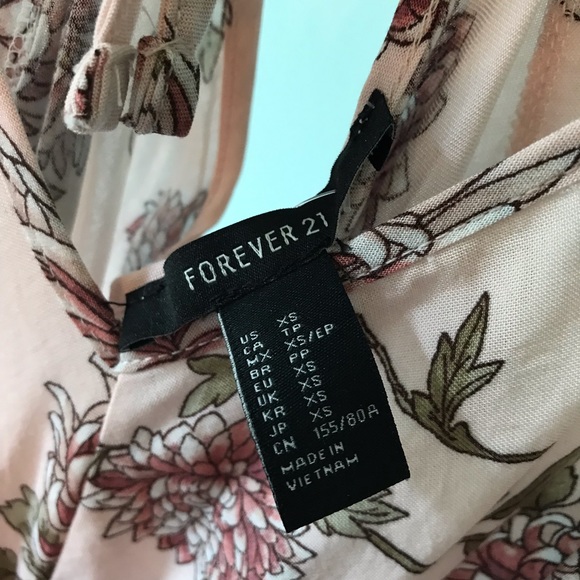 FOREVER 21
US XS
CA TP
MX XS/EP
BR PP
EU XS
UK XS
KR XS
JP XS
CN 155/80A
MADE IN
VIETNAM